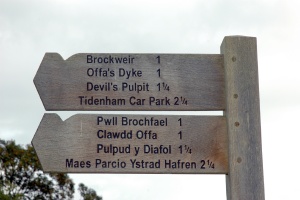 Brockweir 1
Offa's Dyke 1
Devil's Pulpit 1¼
Tidenham Car Park 2¼
Pwll Brochfael 1
Clawdd Offa 1
Pulpud y Diafol 1¼
Maes Parcio Ystrad Hafren 2¼